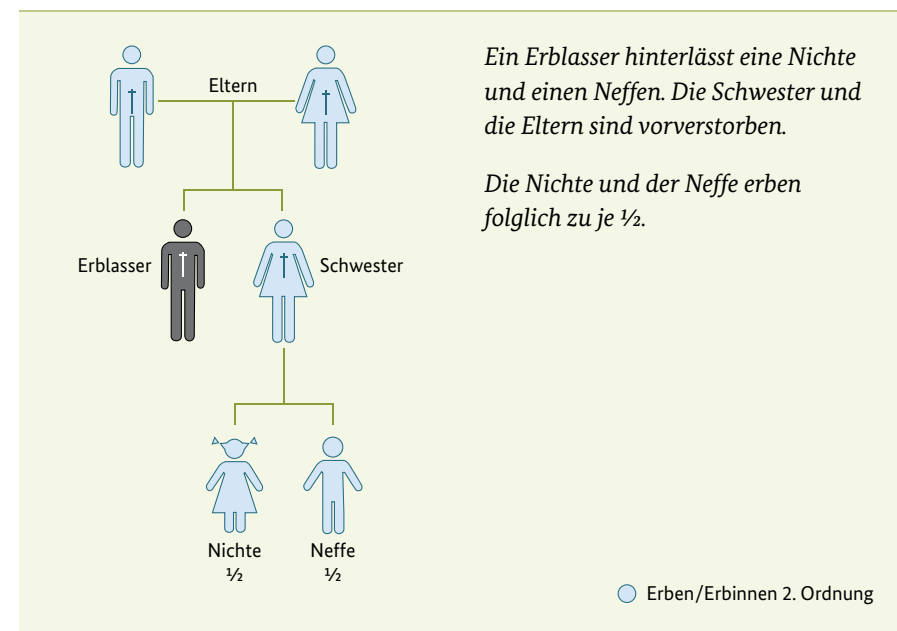 Eltern
Ein Erblasser hinterlässt eine Nichte
und einen Neffen. Die Schwester und
die Eltern sind vorverstorben.
Die Nichte und der Neffe erben
folglich zu je ½.
Erblasser
Schwester
Nichte
½
Neffe
½
Erben/Erbinnen 2. Ordnung